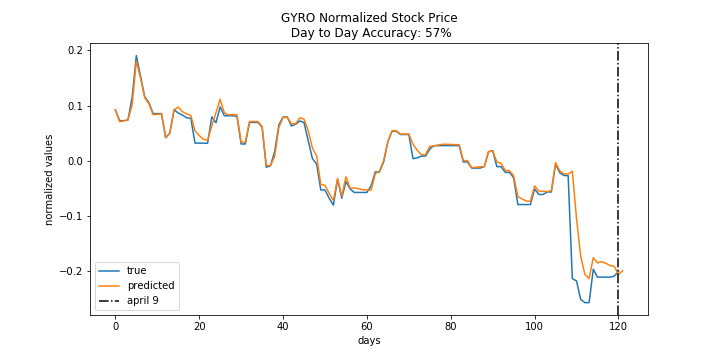 GYRO Normalized Stock Price
Day to Day Accuracy: 57%
normalized values
0.2
0.1
0.0
−0.1
−0.2
true
predicted
april 9
0
20
40
60
80
100
120
days